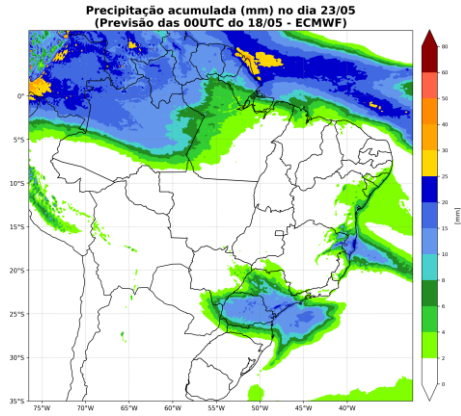 Precipitação acumulada (mm) no dia 23/05
(Previsão das 00UTC do 18/05 - ECMWF)
0°
5°S
10°S
15°S
20°S
25°S
30°S
35°S
75°W
70°W
65°W
60°W
55°W
50°W
45°W
40°W
80
60
50
40
30
25
20
15
10
8
6
4
2
0
[mm]